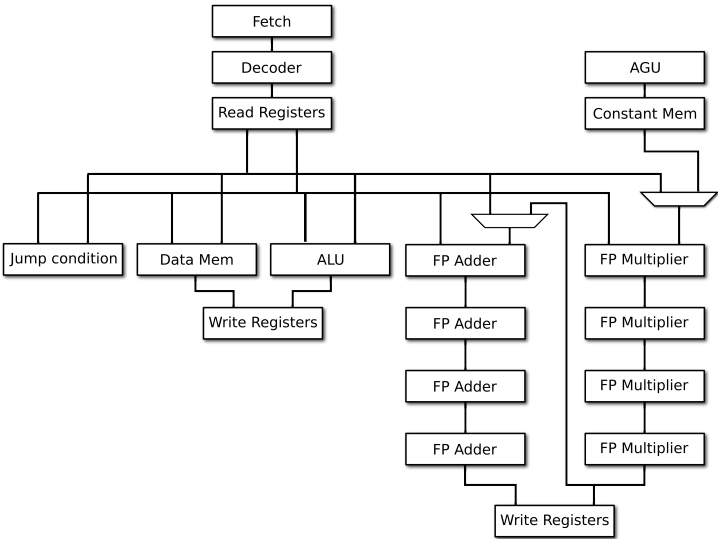 Fetch
Decoder
AGU
Read Registers
Constant Mem
Jump condition
Data Mem
ALU
FP Adder
FP Multiplier
Write Registers
FP Adder
FP Multiplier
FP Adder
FP Multiplier
FP Adder
FP Multiplier
Write Registers